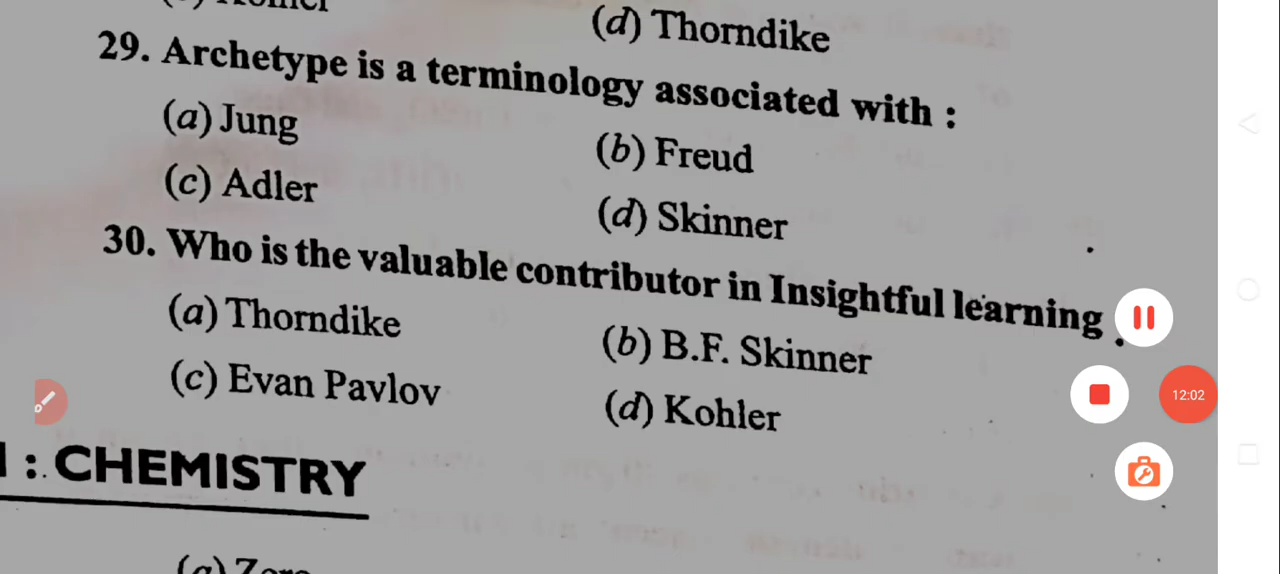 (d) Thorndike
29. Archetype is a terminology associated with :
(a) Jung
(b) Freud
(c) Adler
(d) Skinner
30. Who is the valuable contributor in Insightful learning
(a) Thorndike
(b) B.F. Skinner
(c) Evan Pavlov
(d) Kohler
: CHEMISTRY
12:02